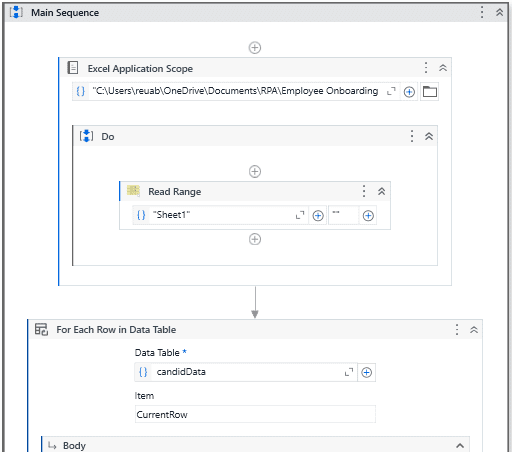 Main Sequence
Excel Application Scope
"C:\Users\reuab\OneDrive\Documents\RPA\Employee Onboarding
Do
Read Range
"Sheet1" ""
For Each Row in Data Table
Data Table *
candidData
Item
CurrentRow
Body